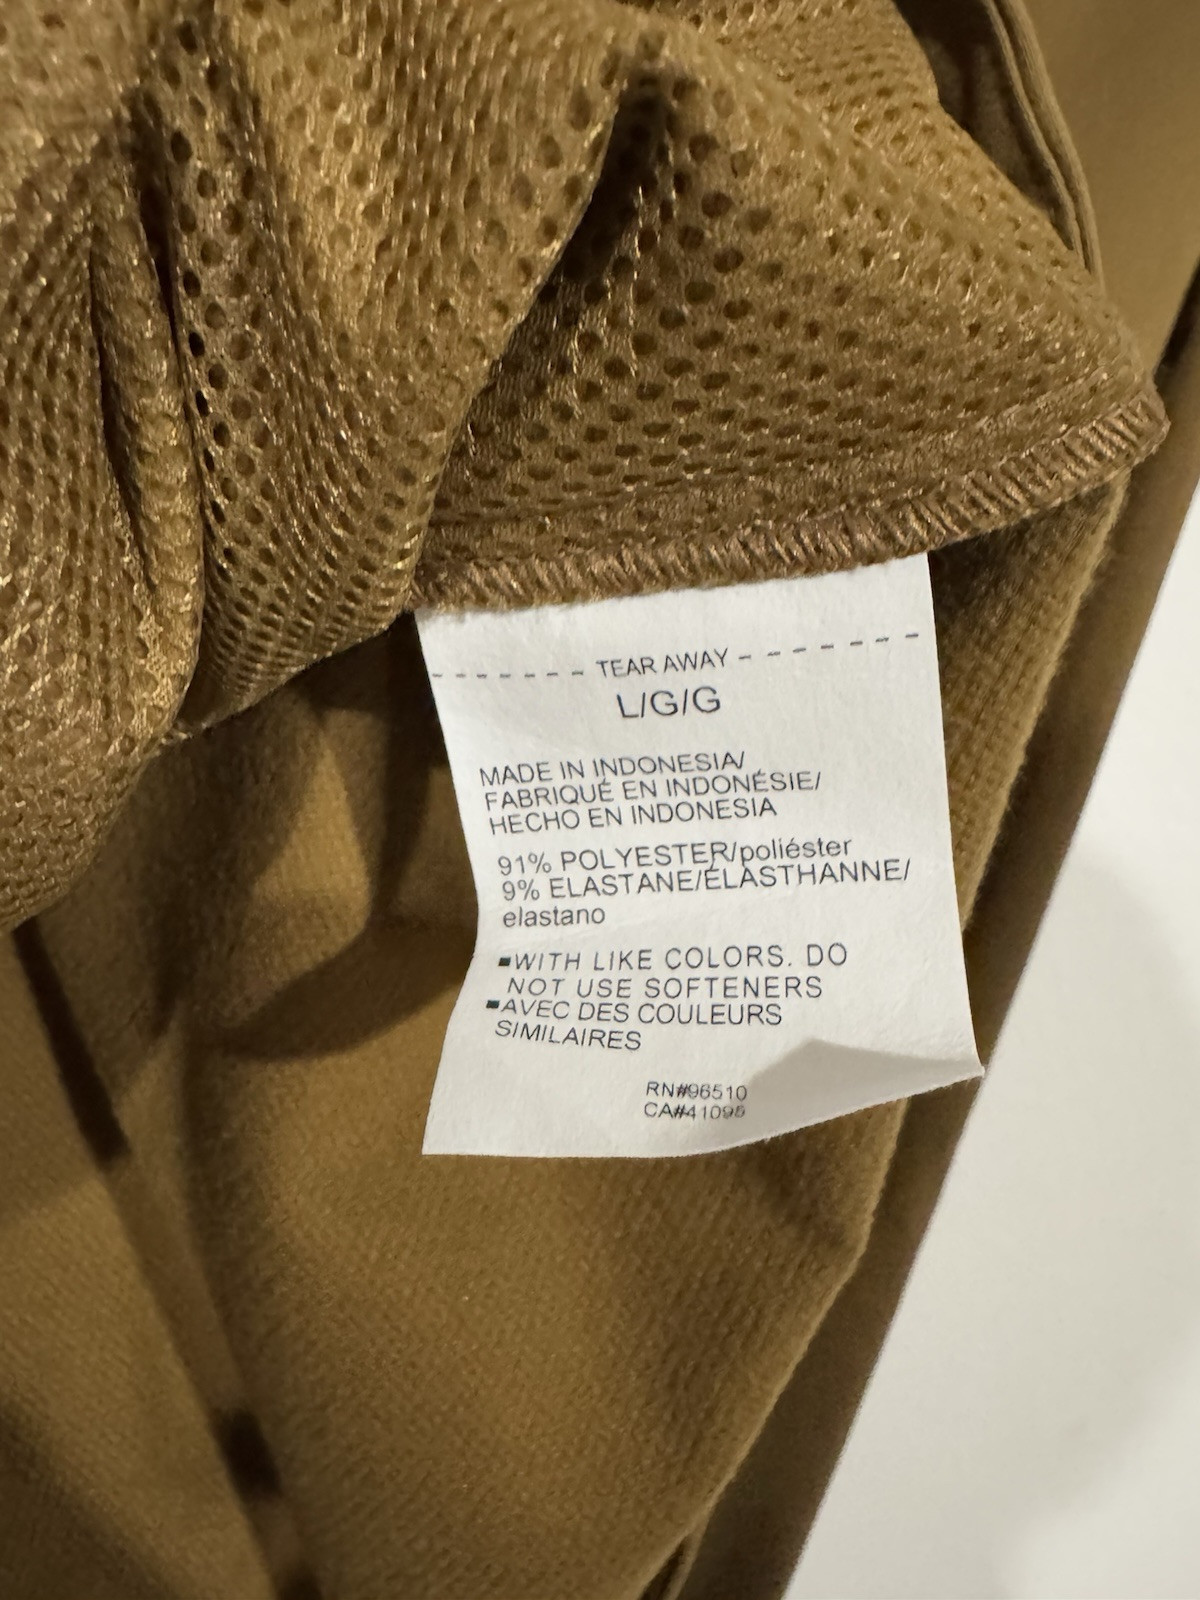 TEAR AWAY
L/G/G
MADE IN INDONESIA/
FABRIQUÉ EN INDONÉSIE/
HECHO EN INDONESIA
91% POLYESTER/poliéster
9% ELASTANE/ÉLASTHANNE/
elastano
▪WITH LIKE COLORS. DO
NOT USE SOFTENERS
▪AVEC DES COULEURS
SIMILAIRES
RN#96510
CA#41095